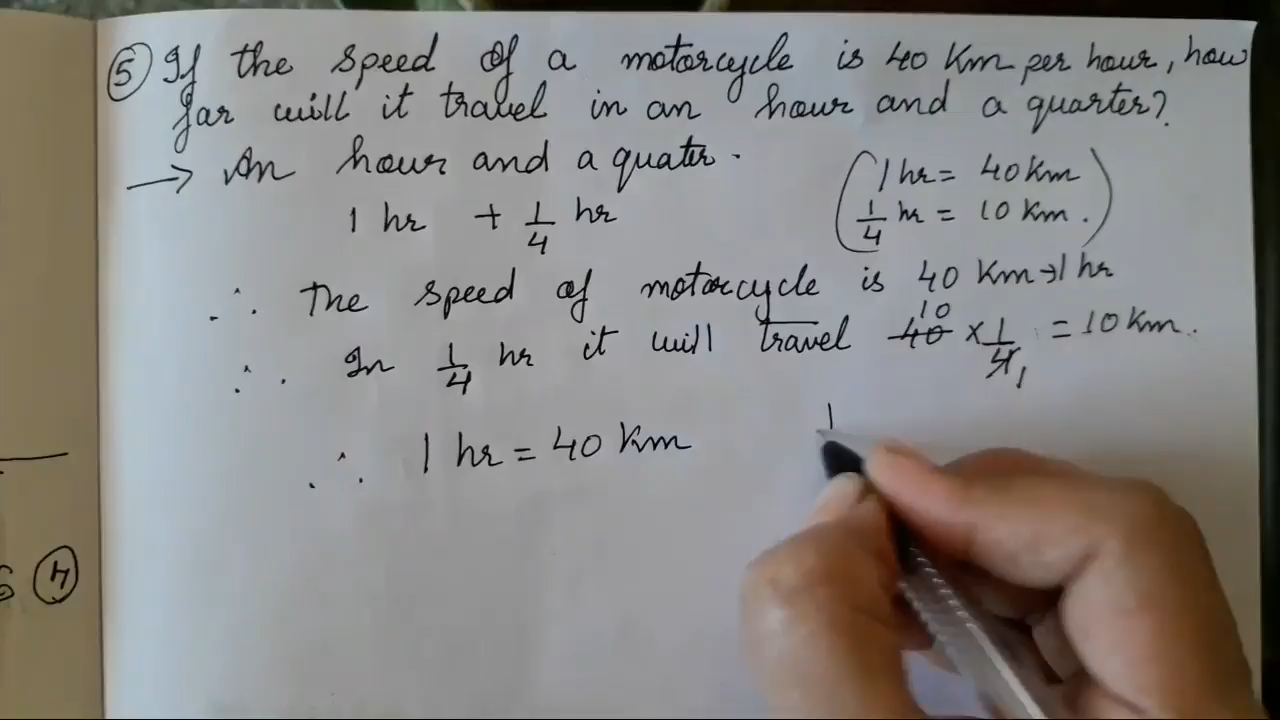 ⑤ If the speed of a motorcycle is 40 Km per hour, how
far will it travel in an hour and a quarter?
→ An hour and a quater.
1 hr + 1/4 hr
(1 hr = 40 Km
1/4 hr = 10 Km.)
∴ The speed of motorcycle is 40 Km → 1 hr
∴ In 1/4 hr it will travel 40 10 × 1/4 1 = 10 Km.
∴ 1 hr = 40 Km 1